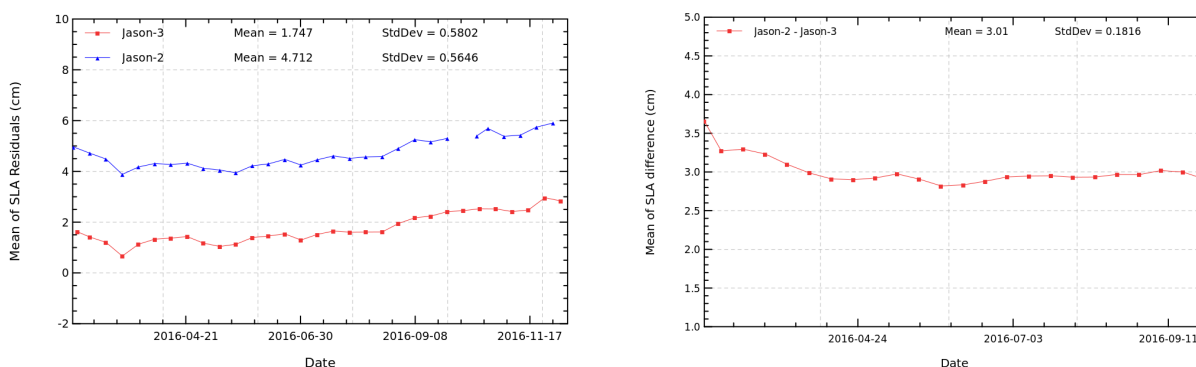 Jason-3 Mean = 1.747 StdDev = 0.5802
Jason-2 Mean = 4.712 StdDev = 0.5646
Mean of SLA Residuals (cm)
10
8
6
4
2
0
-2
2016-04-21 2016-06-30 2016-09-08 2016-11-17
Date
Jason-2 - Jason-3 Mean = 3.01 StdDev = 0.1816
Mean of SLA difference (cm)
5.0
4.5
4.0
3.5
3.0
2.5
2.0
1.5
1.0
2016-04-24 2016-07-03 2016-09-11
Date